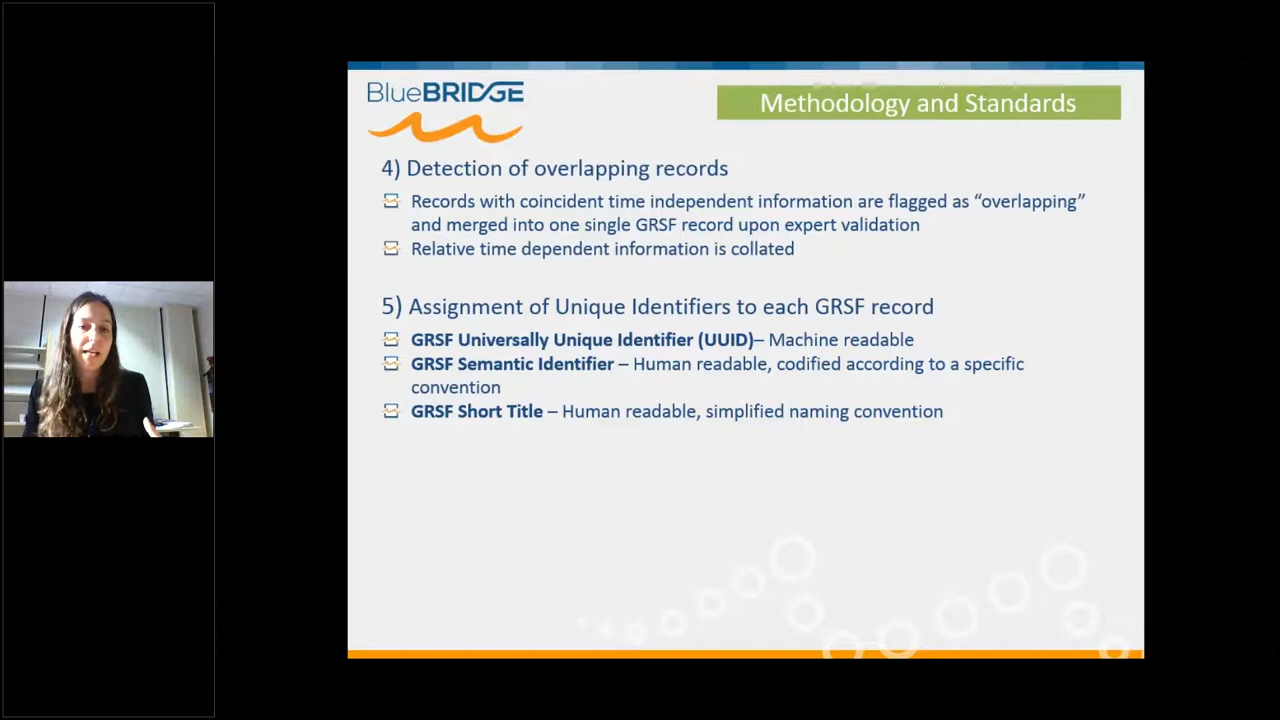 BlueBRIDGE
Methodology and Standards
4) Detection of overlapping records
Records with coincident time independent information are flagged as “overlapping”
and merged into one single GRSF record upon expert validation
Relative time dependent information is collated
5) Assignment of Unique Identifiers to each GRSF record
GRSF Universally Unique Identifier (UUID)– Machine readable
GRSF Semantic Identifier – Human readable, codified according to a specific
convention
GRSF Short Title – Human readable, simplified naming convention